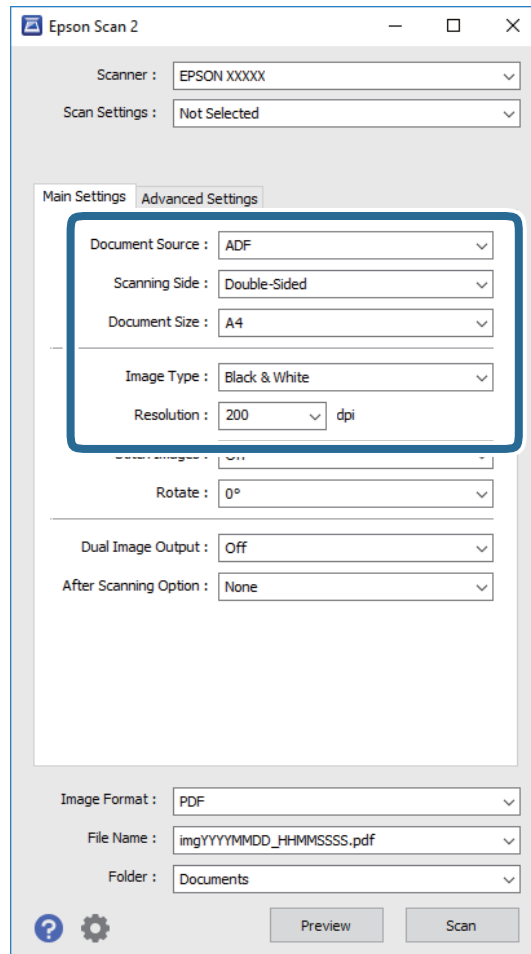 Epson Scan 2
Scanner : EPSON XXXXX
Scan Settings : Not Selected
Main Settings Advanced Settings
Document Source : ADF
Scanning Side : Double-Sided
Document Size : A4
Image Type : Black & White
Resolution : 200 dpi
Rotate : 0°
Dual Image Output : Off
After Scanning Option : None
Image Format : PDF
File Name : imgYYYYMMDD_HHMMSSSS.pdf
Folder : Documents
Preview Scan